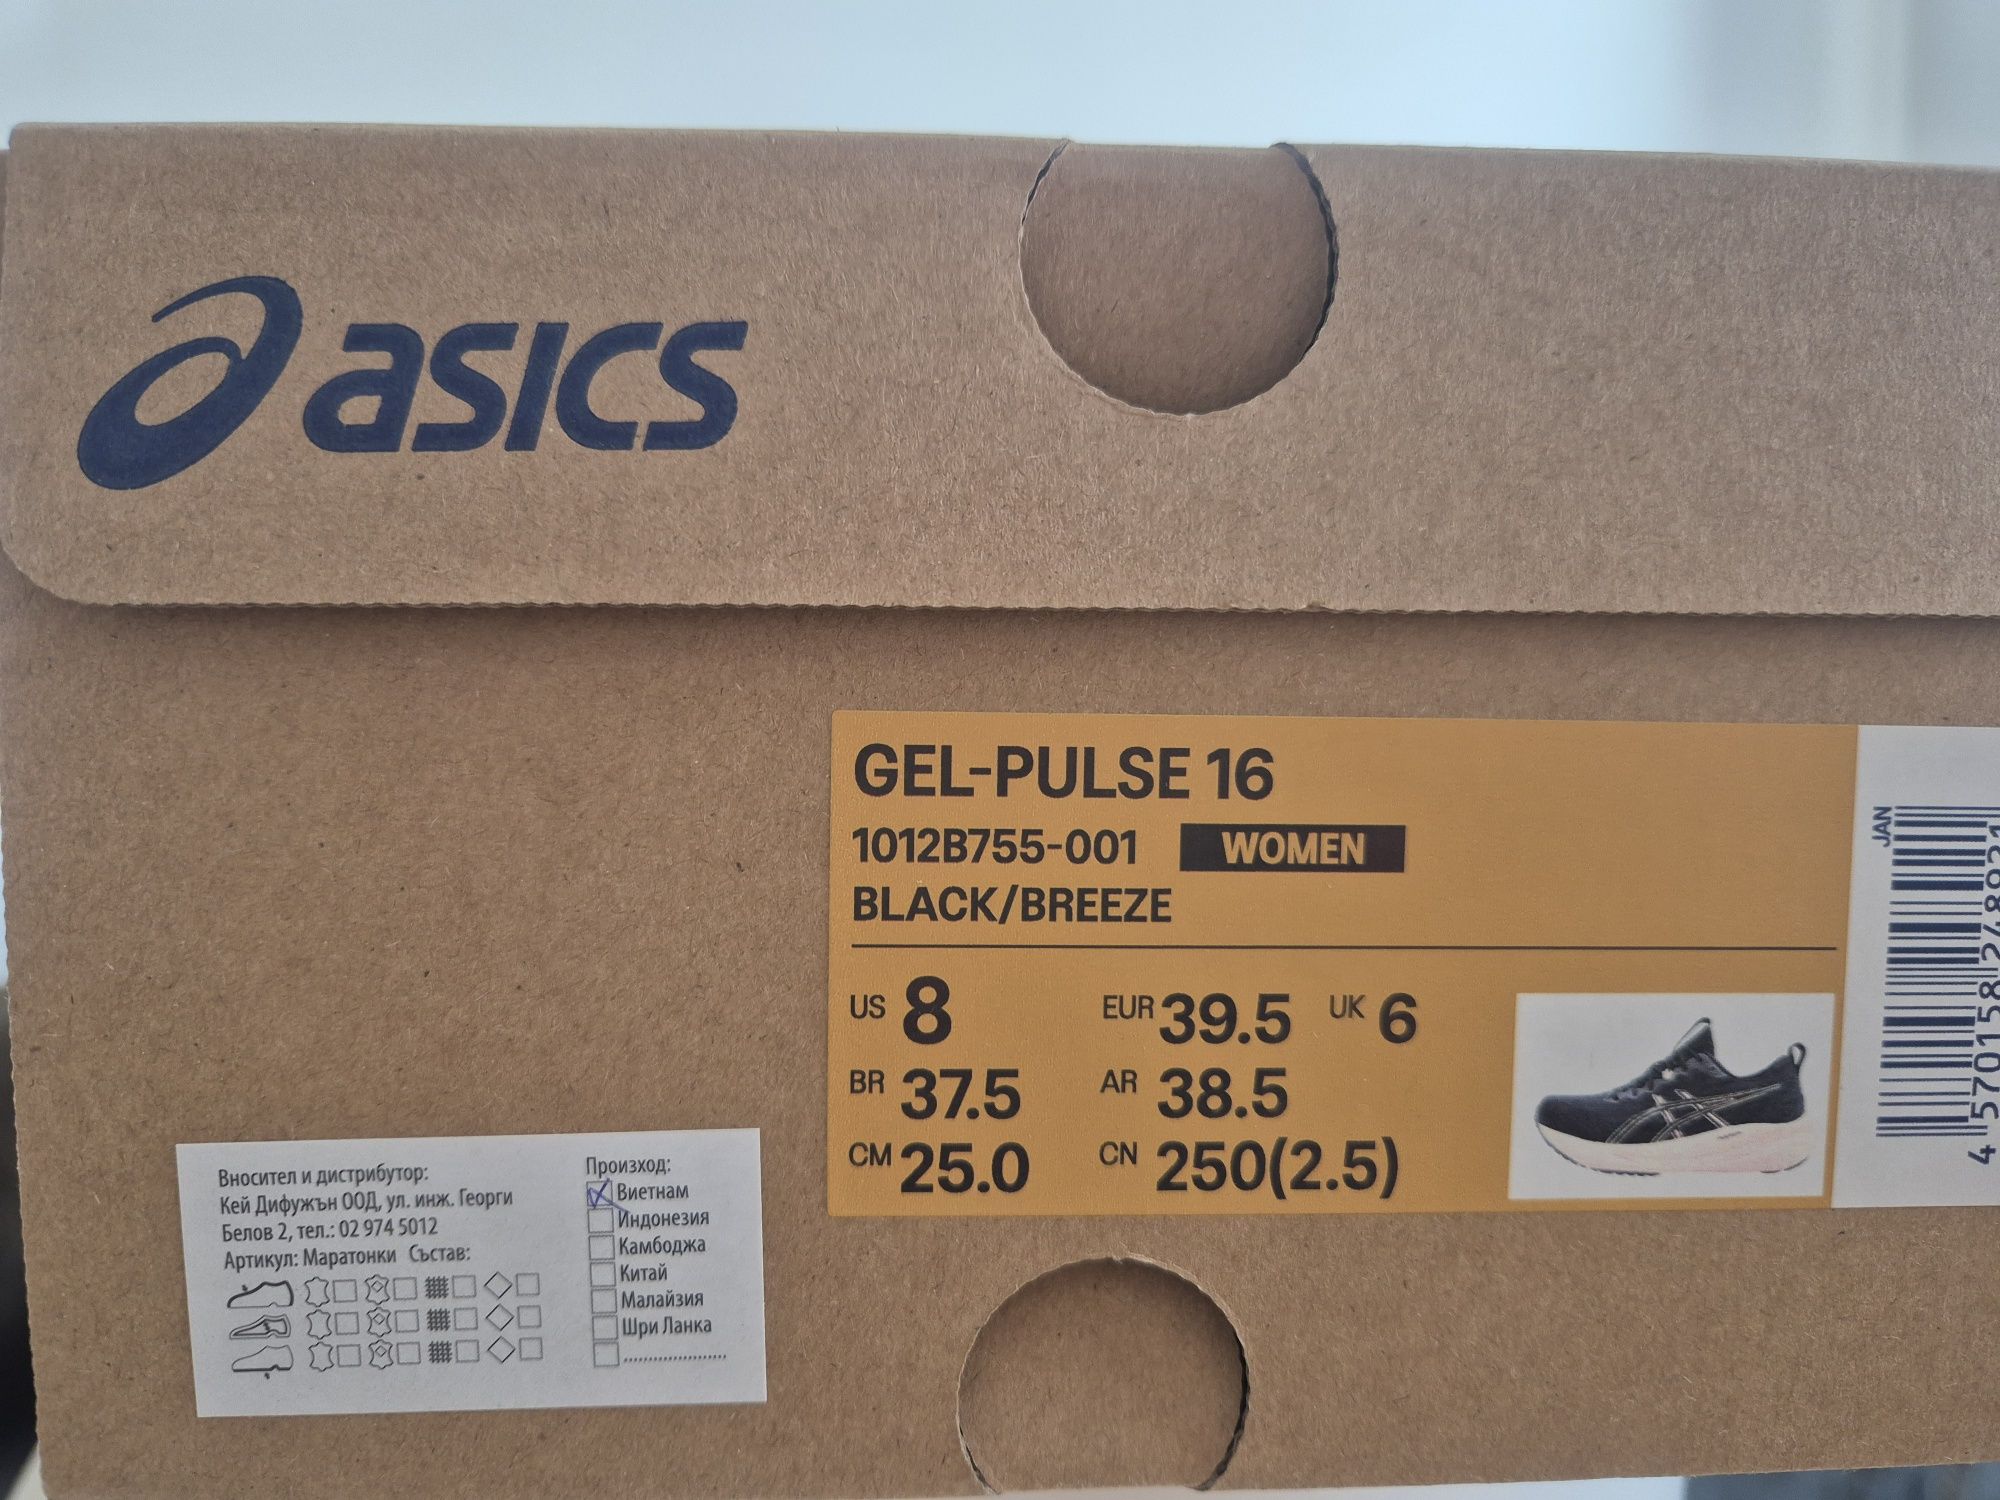 asics
GEL-PULSE 16
1012B755-001 WOMEN
BLACK/BREEZE
US 8 EUR 39.5 UK 6
BR 37.5 AR 38.5
CM 25.0 CN 250(2.5)
JAN
4 570158 248921
Вносител и дистрибутор:
Кей Дифужън ООД, ул. инж. Георги
Белов 2, тел.: 02 974 5012
Артикул: Маратонки Състав:
Произход:
Виетнам
Индонезия
Камбоджа
Китай
Малайзия
Шри Ланка
......................